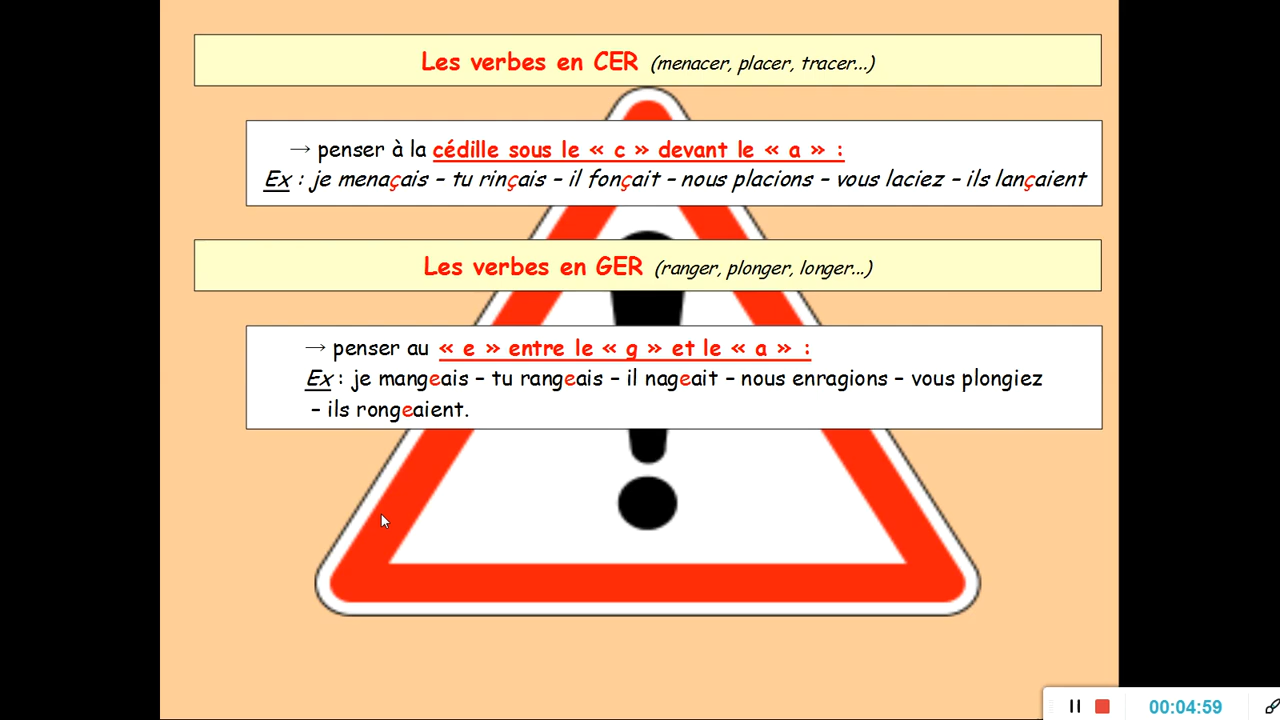 Les verbes en CER (menacer, placer, tracer...)
→ penser à la cédille sous le « c » devant le « a » :
Ex : je menaçais – tu rinçais – il fonçait – nous placions – vous laciez – ils lançaient
Les verbes en GER (ranger, plonger, longer...)
→ penser au « e » entre le « g » et le « a » :
Ex : je mangeais – tu rangeais – il nageait – nous enragions – vous plongiez
– ils rongeaient.
00:04:59